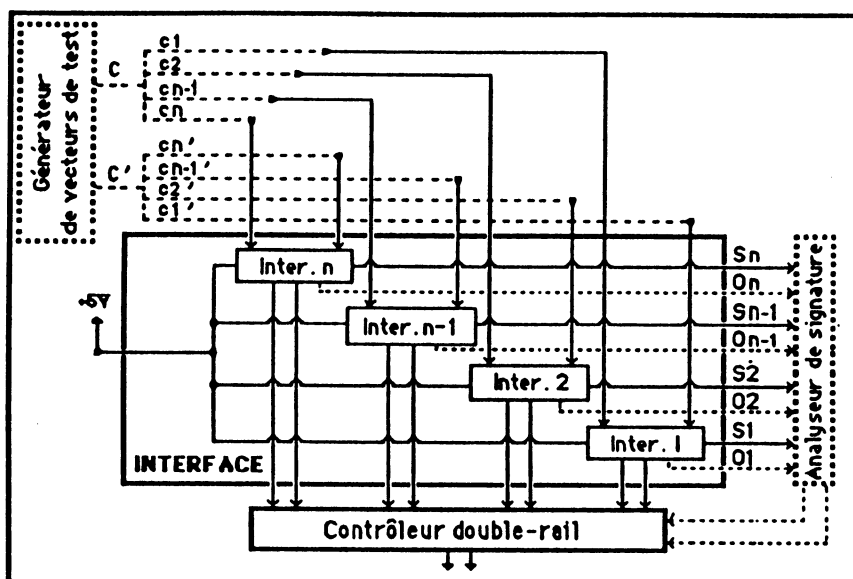 Générateur
de vecteurs de test
C
c1
c2
cn-1
cn
C'
cn'
cn-1'
c2'
c1'
+5V
Inter. n
Inter. n-1
Inter. 2
Inter. 1
INTERFACE
Sn
On
Sn-1
On-1
S2
O2
S1
O1
Analyseur de signature
Contrôleur double-rail